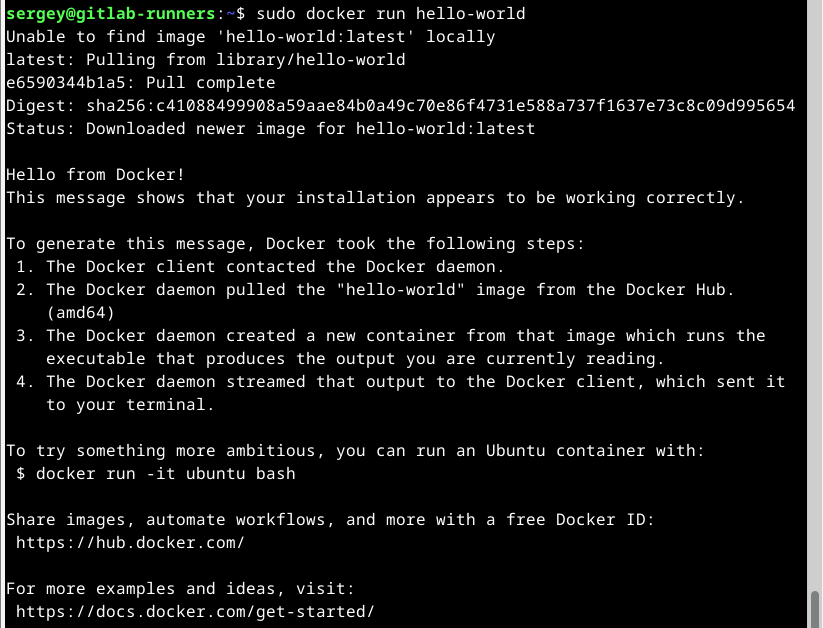 sergey@gitlab-runners:~$ sudo docker run hello-world
Unable to find image 'hello-world:latest' locally
latest: Pulling from library/hello-world
e6590344b1a5: Pull complete
Digest: sha256:c41088499908a59aae84b0a49c70e86f4731e588a737f1637e73c8c09d995654
Status: Downloaded newer image for hello-world:latest

Hello from Docker!
This message shows that your installation appears to be working correctly.

To generate this message, Docker took the following steps:
 1. The Docker client contacted the Docker daemon.
 2. The Docker daemon pulled the "hello-world" image from the Docker Hub.
    (amd64)
 3. The Docker daemon created a new container from that image which runs the
    executable that produces the output you are currently reading.
 4. The Docker daemon streamed that output to the Docker client, which sent it
    to your terminal.

To try something more ambitious, you can run an Ubuntu container with:
 $ docker run -it ubuntu bash

Share images, automate workflows, and more with a free Docker ID:
 https://hub.docker.com/

For more examples and ideas, visit:
 https://docs.docker.com/get-started/